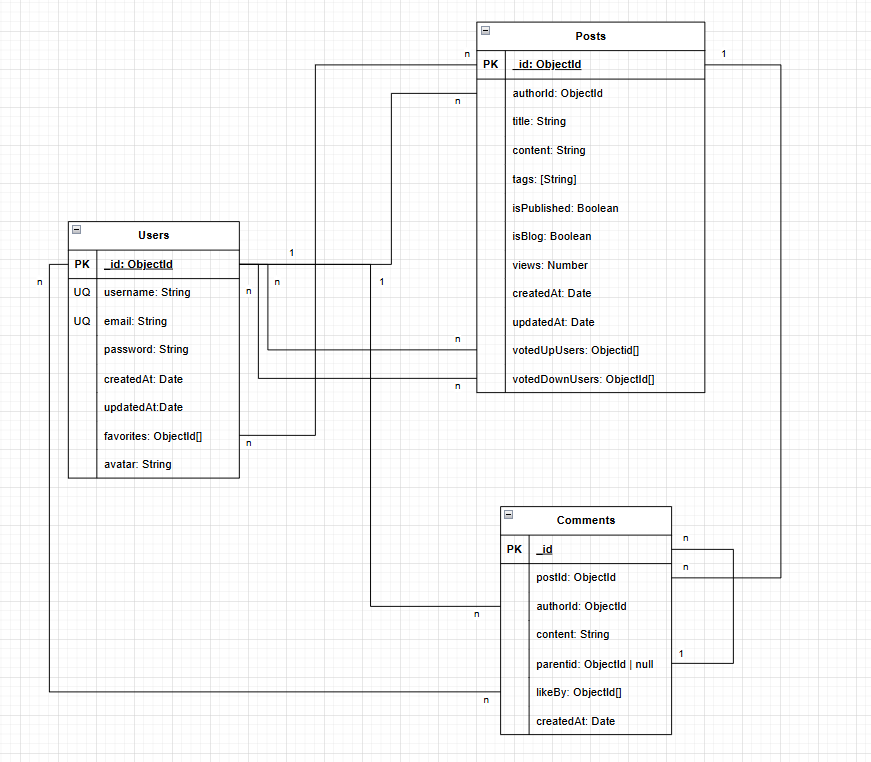 Posts
PK _id: ObjectId
authorId: ObjectId
title: String
content: String
tags: [String]
isPublished: Boolean
isBlog: Boolean
views: Number
createdAt: Date
updatedAt: Date
votedUpUsers: Objectid[]
votedDownUsers: ObjectId[]
n
n
1
n
n
Users
PK _id: ObjectId
UQ username: String
UQ email: String
password: String
createdAt: Date
updatedAt:Date
favorites: ObjectId[]
avatar: String
n
n
1
n
1
n
Comments
PK _id
postId: ObjectId
authorId: ObjectId
content: String
parentid: ObjectId | null
likeBy: ObjectId[]
createdAt: Date
n
n
1
n
n